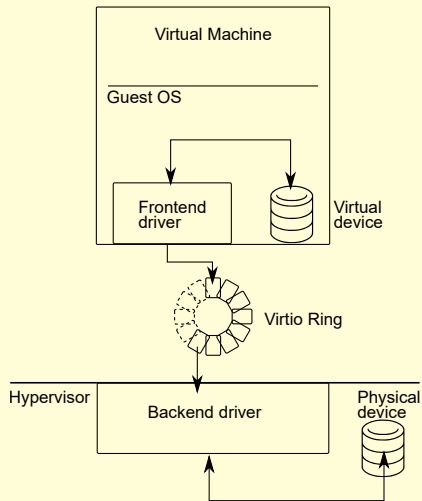 Virtual Machine
Guest OS
Frontend
driver
Virtual
device
Virtio Ring
Hypervisor
Backend driver
Physical
device